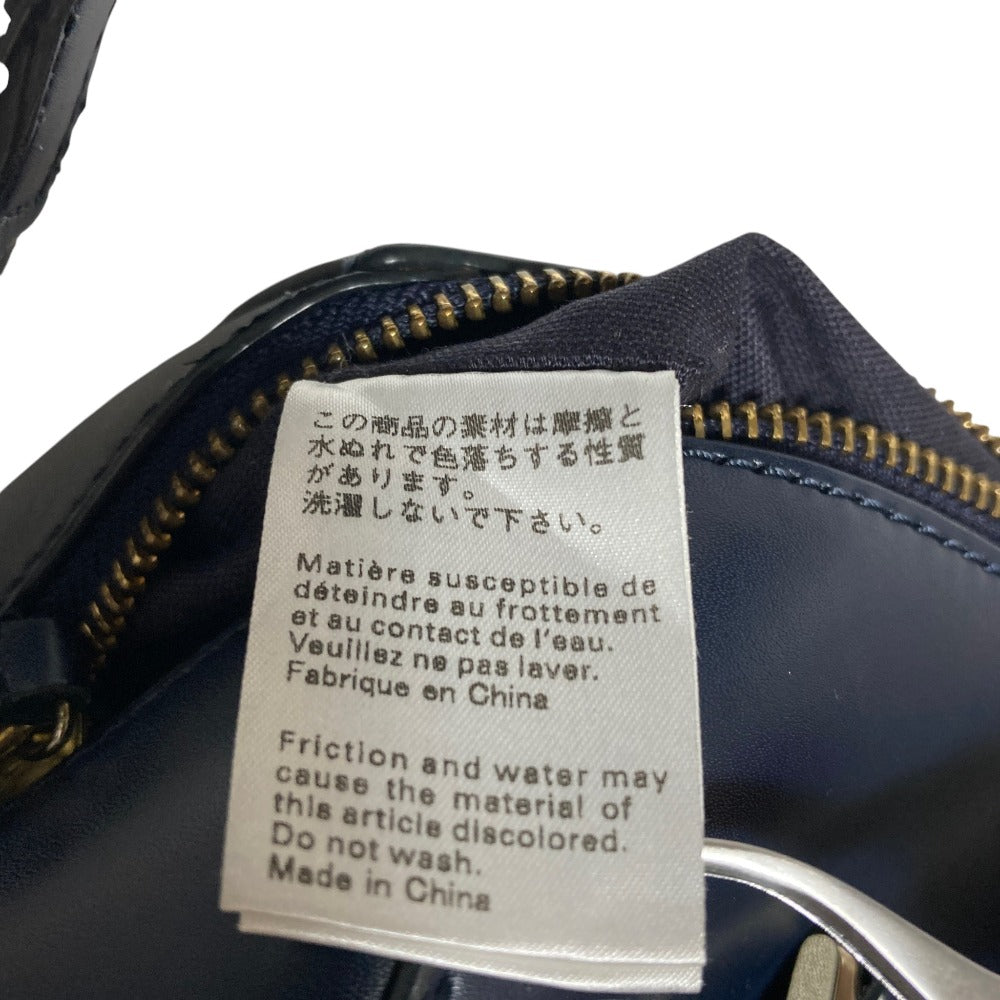 この商品の素材は摩擦と
水ぬれで色落ちする性質
があります。
洗濯しないで下さい。
Matière susceptible de
déteindre au frottement
et au contact de l'eau.
Veuillez ne pas laver.
Fabrique en China
Friction and water may
cause the material of
this article discolored.
Do not wash.
Made in China